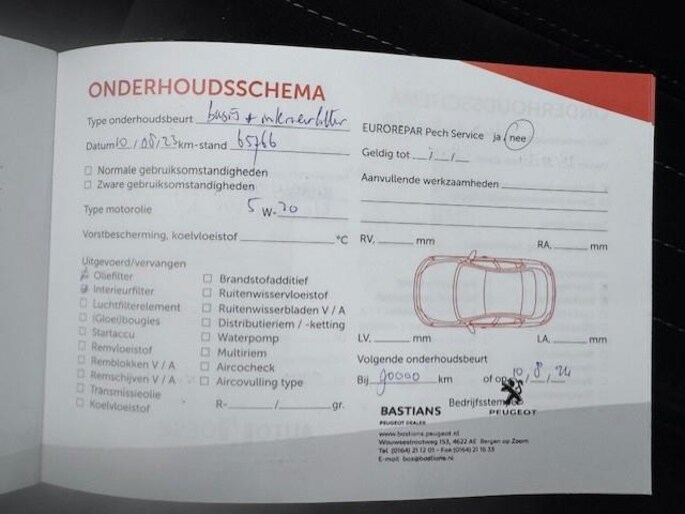 ONDERHOUDSSCHEMA
Type onderhoudsbeurt basis + interieurfilter
Datum 10/08/23 km-stand 65766
Normale gebruiksomstandigheden
Zware gebruiksomstandigheden
Type motorolie 5 W-30
Vorstbescherming, koelvloeistof °C
Uitgevoerd/vervangen
Oliefilter
Interieurfilter
Luchtfilterelement
(Gloei)bougies
Startaccu
Remvloeistof
Remblokken V / A
Remschijven V / A
Transmissieolie
Koelvloeistof
Brandstofadditief
Ruitenwisservloeistof
Ruitenwisserbladen V / A
Distributieriem / -ketting
Waterpomp
Multiriem
Aircocheck
Aircovulling type
R- / gr.
EUROREPAR Pech Service ja / nee
Geldig tot / /
Aanvullende werkzaamheden
RV. mm RA. mm
LV. mm LA. mm
Volgende onderhoudsbeurt
Bij 90000 km of op 10/8/24
Bedrijfsstempel
BASTIANS
PEUGEOT DEALER
PEUGEOT
www.bastians.peugeot.nl
Wouwsestraatweg 153, 4622 AE Bergen op Zoom
Tel. (0164) 21 12 01 - Fax (0164) 21 16 33
E-mail: boz@bastians.nl